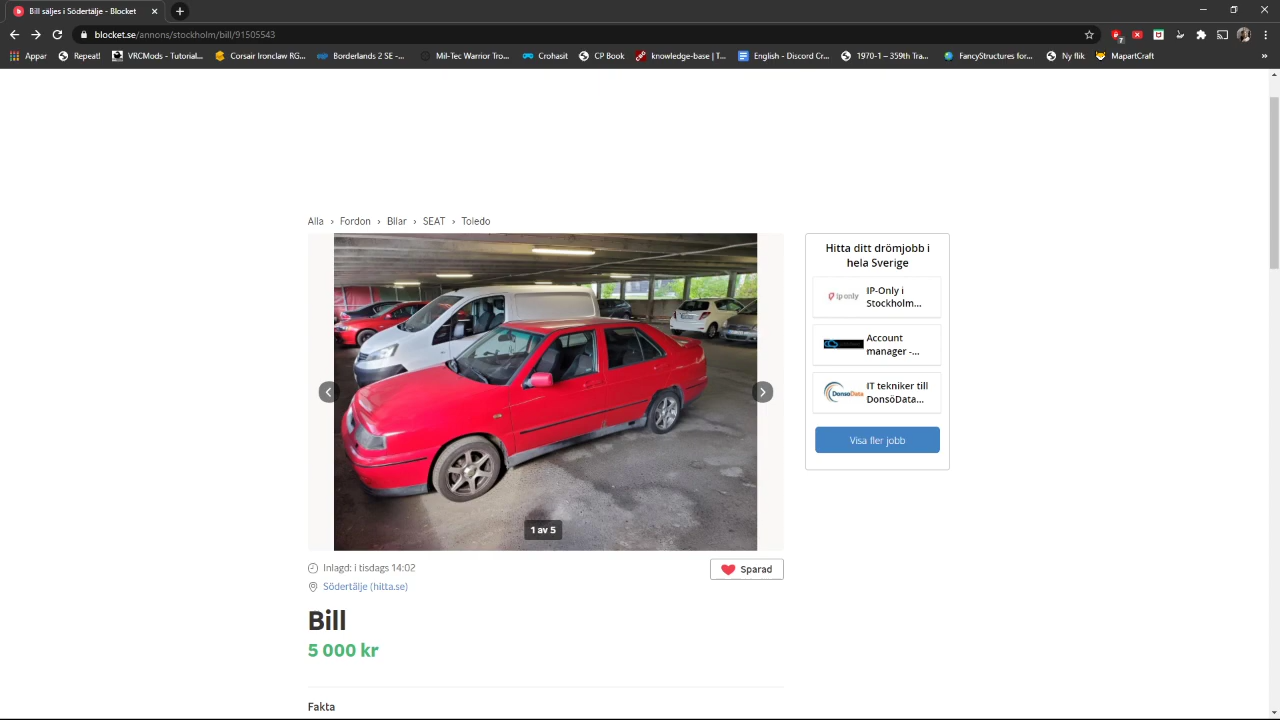 Bill säljes i Södertälje - Blocket
blocket.se/annons/stockholm/bill/91505543
Appar
Repeat!
VRCMods - Tutorial...
Corsair Ironclaw RG...
Borderlands 2 SE -...
Mil-Tec Warrior Tro...
Crohasit
CP Book
knowledge-base | T...
English - Discord Cr...
1970-1 – 359th Tra...
FancyStructures for...
Ny flik
MapartCraft
»
Alla › Fordon › Bilar › SEAT › Toledo
Hitta ditt drömjobb i
hela Sverige
ip only
IP-Only i
Stockholm...
Account
manager -...
DonsöData
IT tekniker till
DonsöData...
Visa fler jobb
1 av 5
Inlagd: i tisdags 14:02
Sparad
Södertälje (hitta.se)
Bill
5 000 kr
Fakta